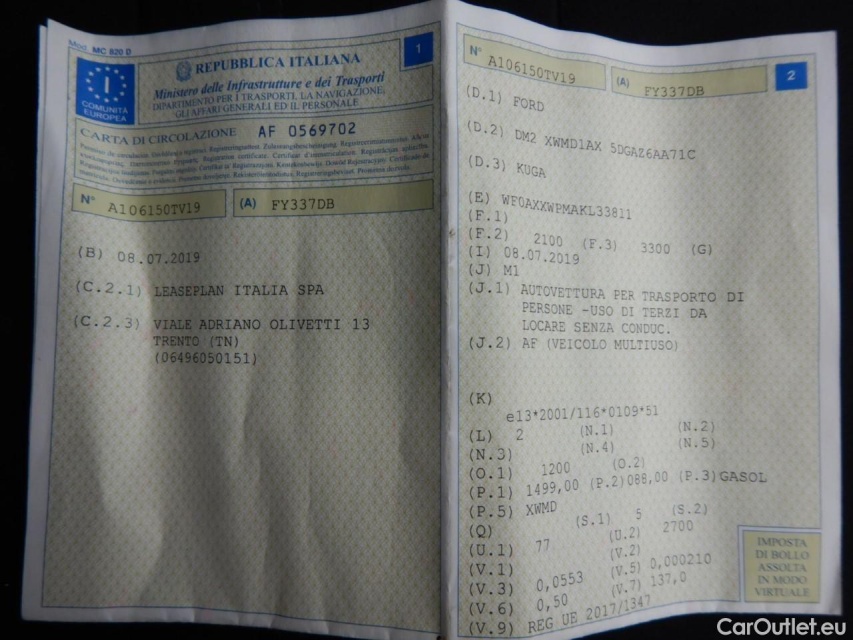 Mod. MC 820 D
1
REPUBBLICA ITALIANA
Ministero delle Infrastrutture e dei Trasporti
DIPARTIMENTO PER I TRASPORTI, LA NAVIGAZIONE,
GLI AFFARI GENERALI ED IL PERSONALE
I
COMUNITÀ
EUROPEA
CARTA DI CIRCOLAZIONE AF 0569702
N° A106150TV19 (A) FY337DB
(B) 08.07.2019
(C.2.1) LEASEPLAN ITALIA SPA
(C.2.3) VIALE ADRIANO OLIVETTI 13
TRENTO (TN)
(06496050151)
N° A106150TV19 (A) FY337DB 2
(D.1) FORD
(D.2) DM2 XWMD1AX 5DGAZ6AA71C
(D.3) KUGA
(E) WF0AXXWPMAKL33811
(F.1)
(F.2) 2100 (F.3) 3300 (G)
(I) 08.07.2019
(J) M1
(J.1) AUTOVETTURA PER TRASPORTO DI
PERSONE -USO DI TERZI DA
LOCARE SENZA CONDUC.
(J.2) AF (VEICOLO MULTIUSO)
(K)
e13*2001/116*0109*51
(L) 2 (N.1) (N.2)
(N.3) (N.4) (N.5)
(O.1) 1200 (O.2)
(P.1) 1499,00 (P.2)088,00 (P.3)GASOL
(P.5) XWMD
(Q) (S.1) 5 (S.2)
(U.1) 77 (U.2) 2700
(V.1) (V.2)
(V.3) 0,0553 (V.5) 0,000210
(V.6) 0,50 (V.7) 137,0
(V.9) REG UE 2017/1347
IMPOSTA
DI BOLLO
ASSOLTA
IN MODO
VIRTUALE
CarOutlet.eu